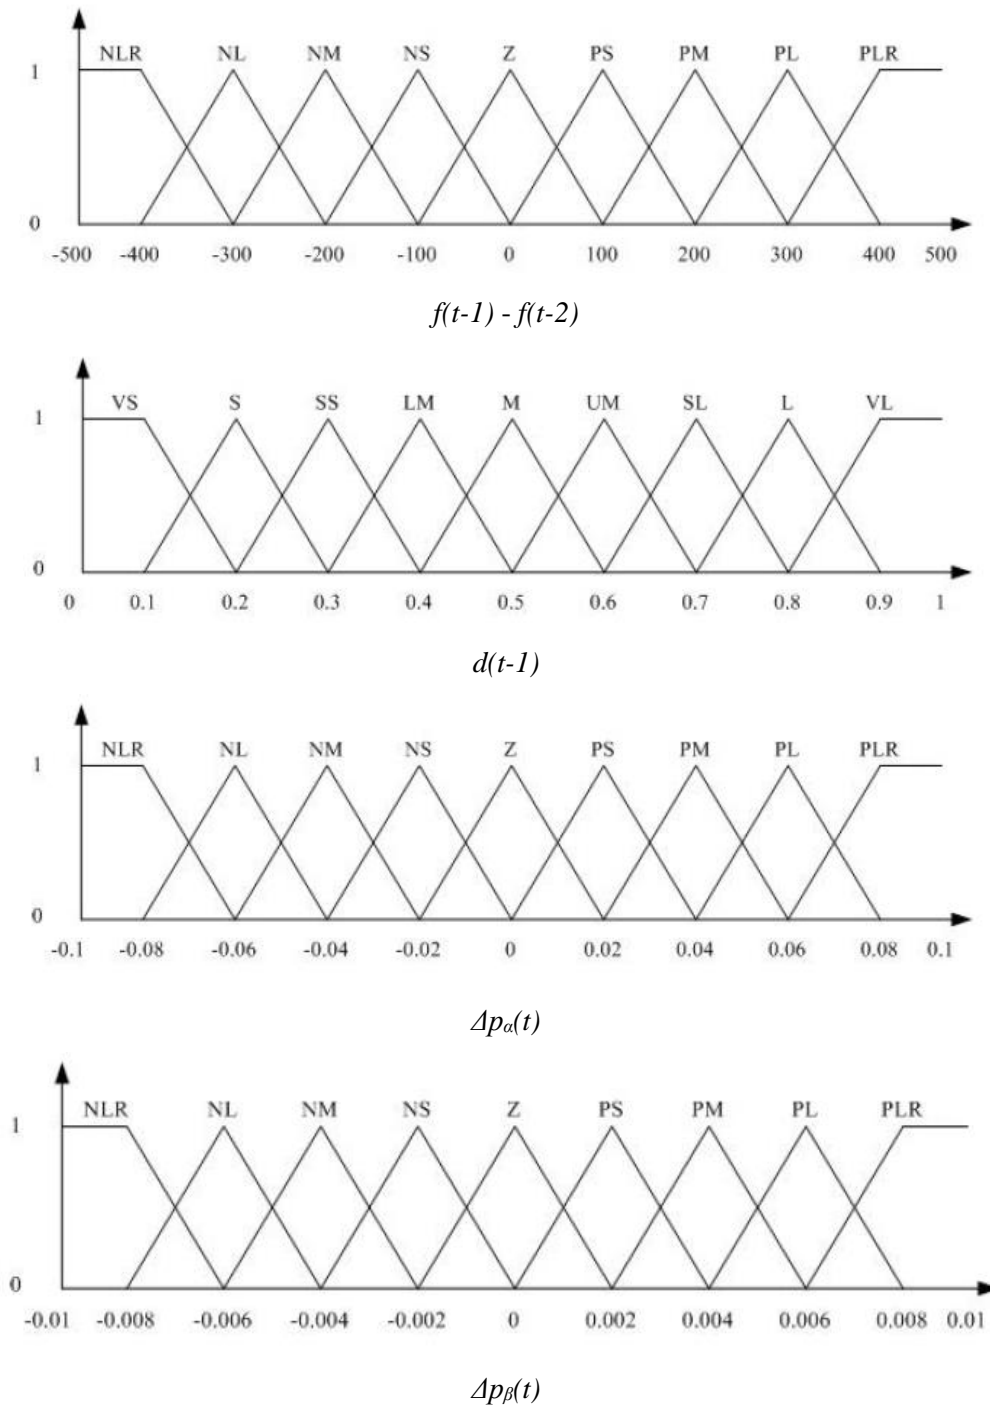 NLR NL NM NS Z PS PM PL PLR
1
0
-500 -400 -300 -200 -100 0 100 200 300 400 500
f(t-1) - f(t-2)
VS S SS LM M UM SL L VL
1
0
0 0.1 0.2 0.3 0.4 0.5 0.6 0.7 0.8 0.9 1
d(t-1)
NLR NL NM NS Z PS PM PL PLR
1
0
-0.1 -0.08 -0.06 -0.04 -0.02 0 0.02 0.04 0.06 0.08 0.1
Δpα(t)
NLR NL NM NS Z PS PM PL PLR
1
0
-0.01 -0.008 -0.006 -0.004 -0.002 0 0.002 0.004 0.006 0.008 0.01
Δpβ(t)